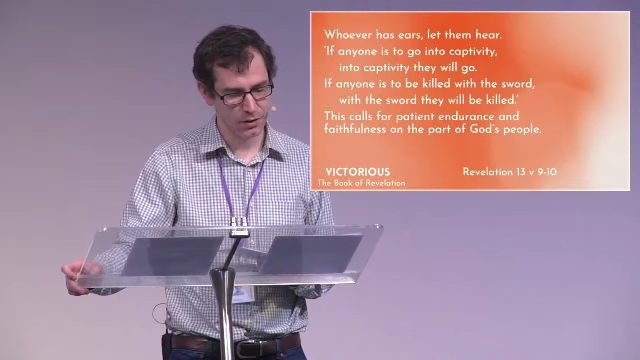 Whoever has ears, let them hear.
‘If anyone is to go into captivity,
into captivity they will go.
If anyone is to be killed with the sword,
with the sword they will be killed.’
This calls for patient endurance and
faithfulness on the part of God’s people.
VICTORIOUS
Revelation 13 v 9-10
The Book of Revelation